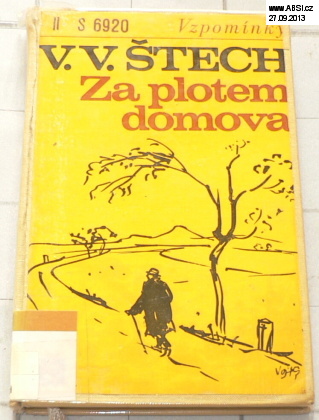 www.ABSI.cz
27.09.2013
II S 6920
Vzpomínky
V. V. ŠTECH
Za plotem
domova